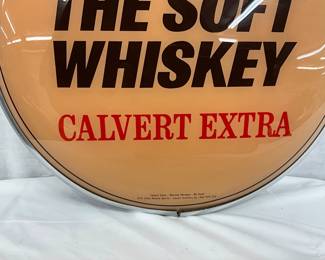 THE SOFT
WHISKEY
CALVERT EXTRA